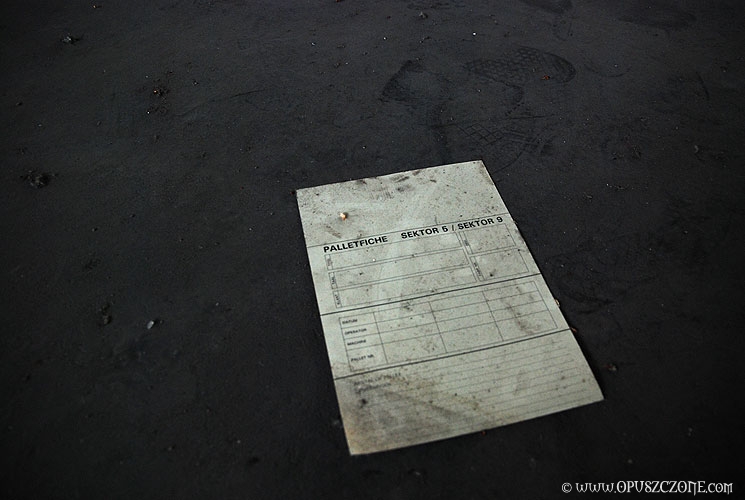 PALLETFICHE SEKTOR 5 / SEKTOR 9
DATUM
OPERATOR
MACHINE
PALLET NR.
© WWW.OPUSZCZONE.COM